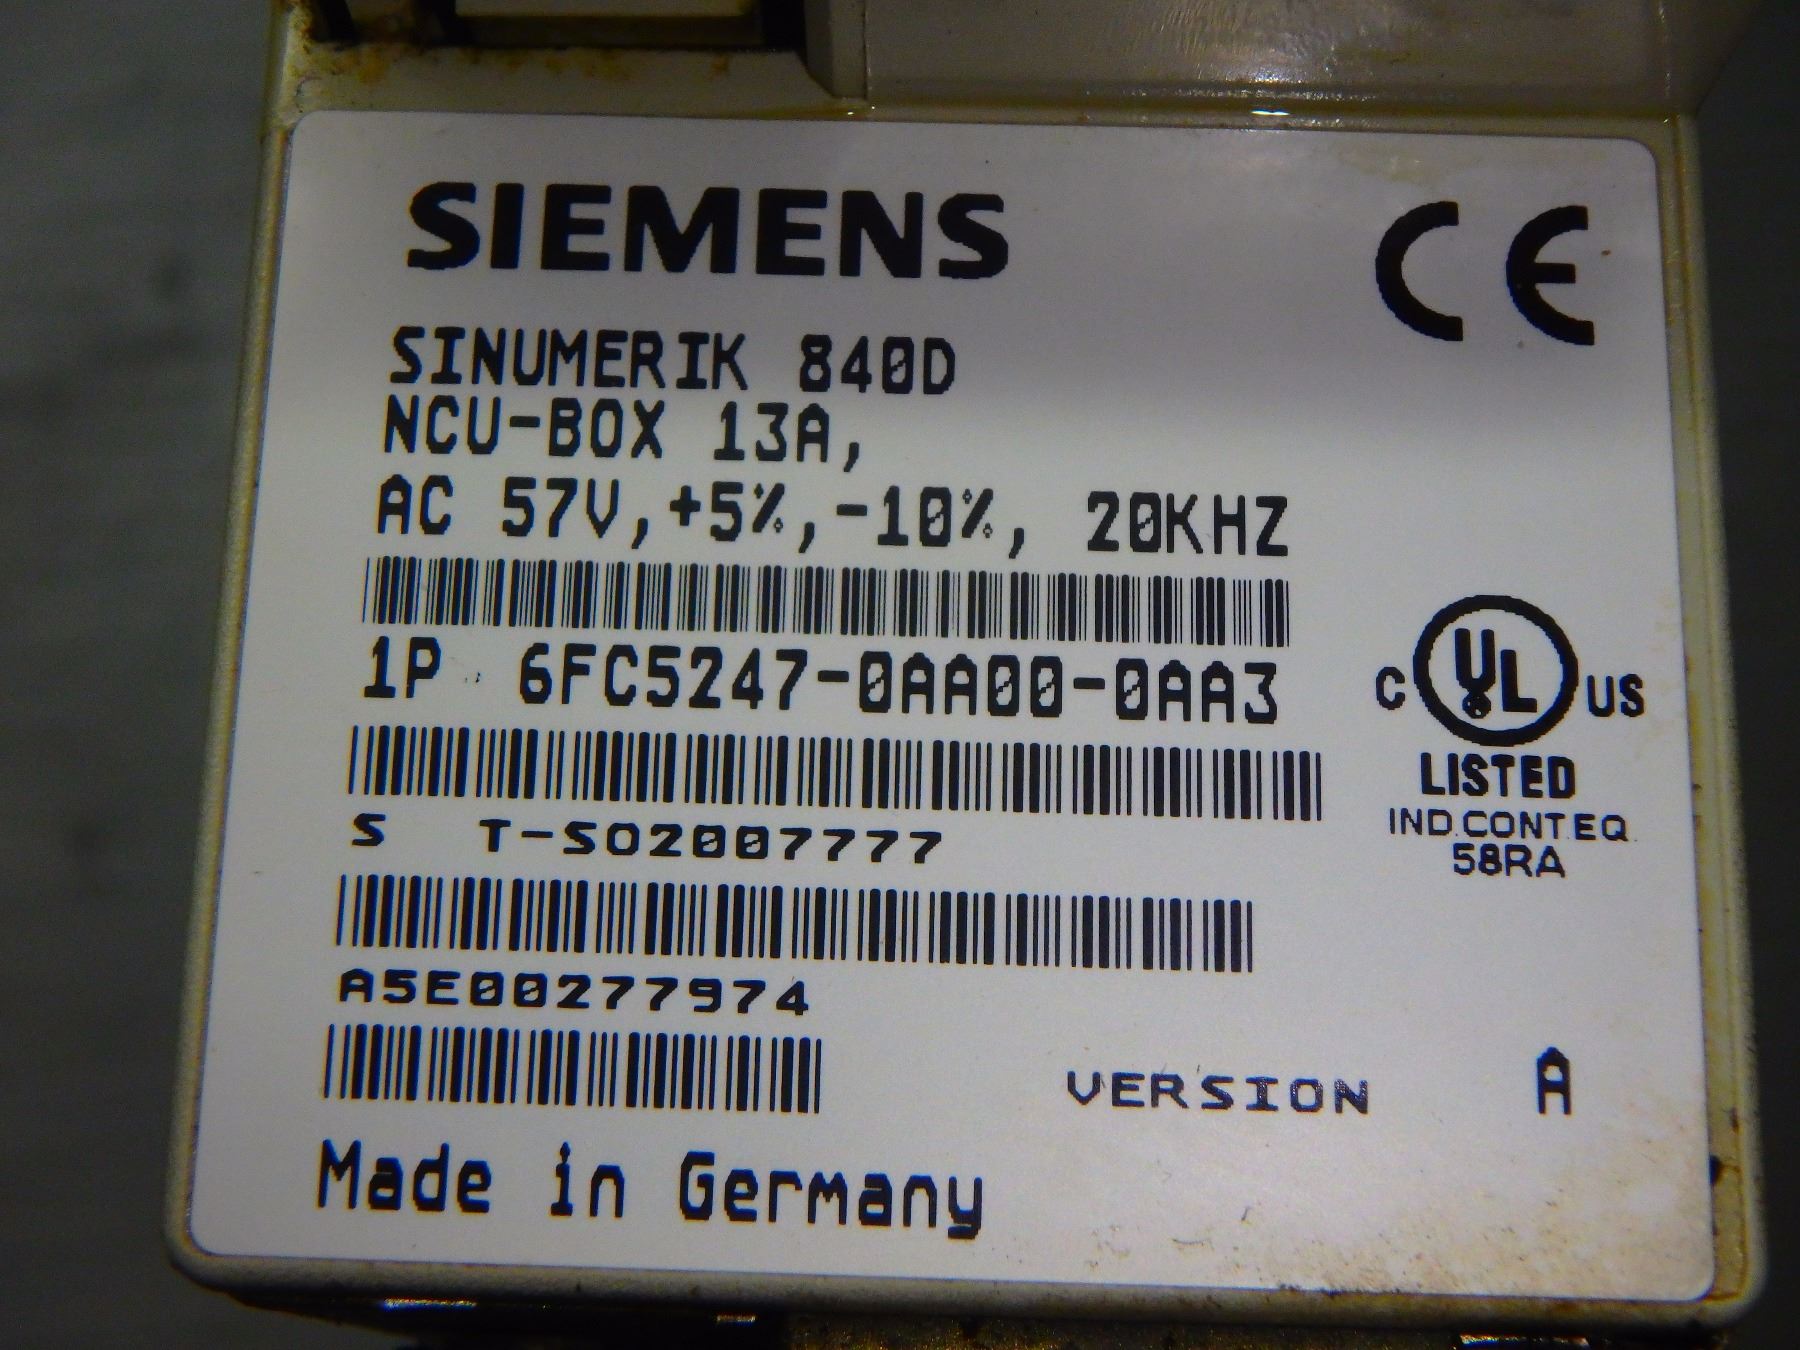 SIEMENS
CE
SINUMERIK 840D
NCU-BOX 13A,
AC 57V,+5%,-10%, 20KHZ
1P 6FC5247-0AA00-0AA3
C UL US
LISTED
IND.CONT.EQ.
58RA
S T-SO2007777
A5E00277974
VERSION A
Made in Germany